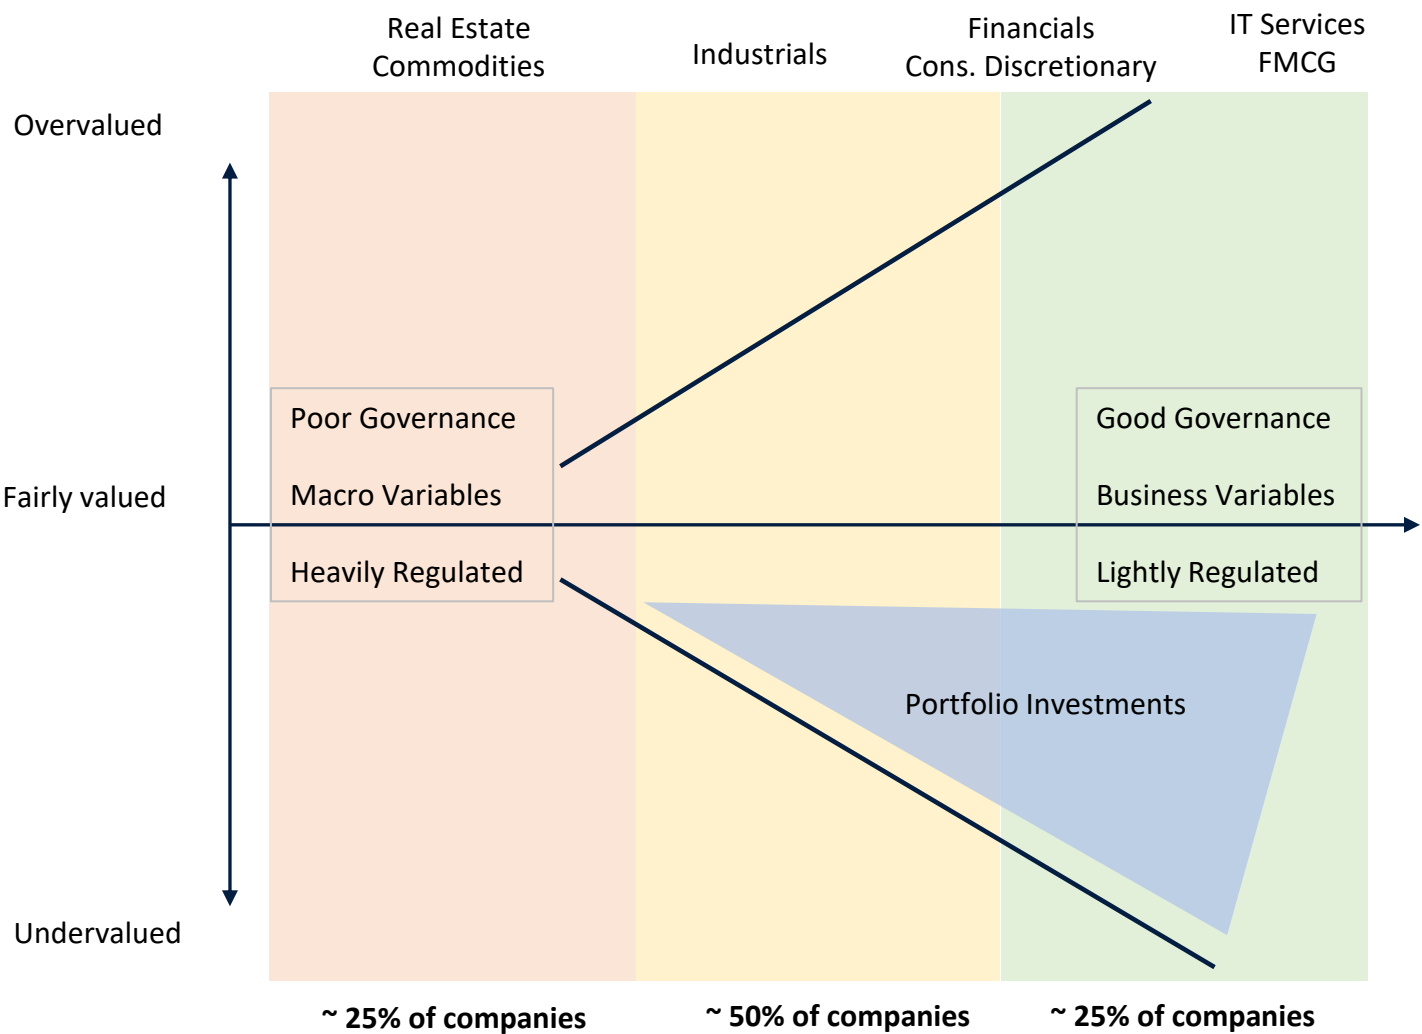 Real Estate
Commodities
Industrials
Financials
Cons. Discretionary
IT Services
FMCG
Overvalued
Poor Governance
Good Governance
Fairly valued
Macro Variables
Business Variables
Heavily Regulated
Lightly Regulated
Portfolio Investments
Undervalued
~ 25% of companies
~ 50% of companies
~ 25% of companies